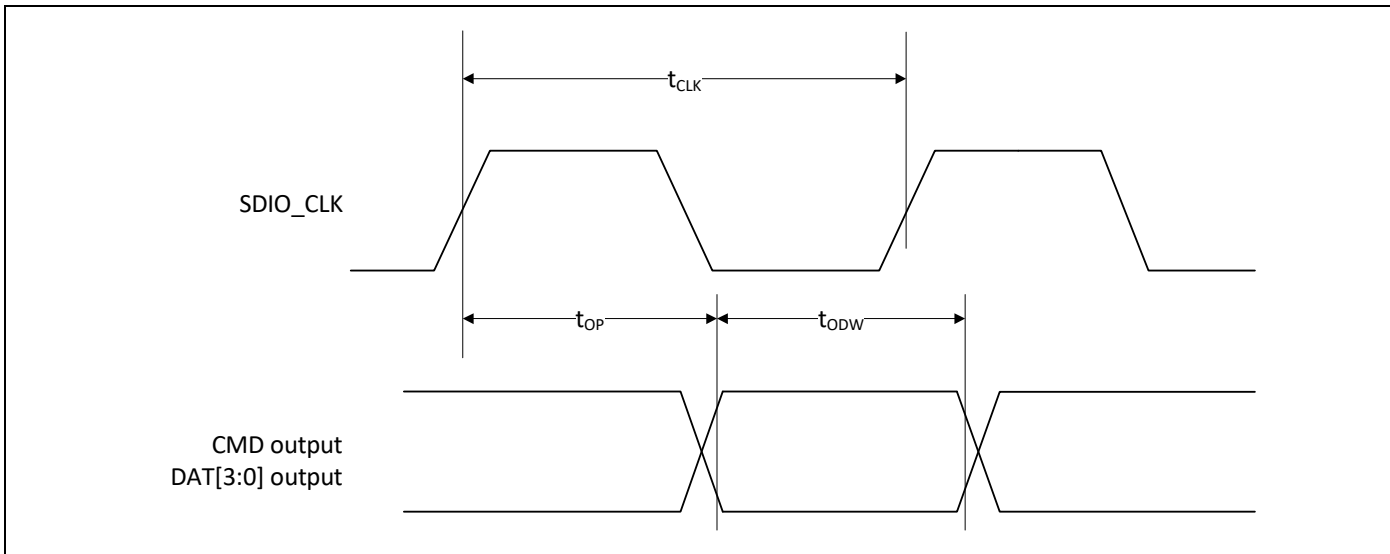 tCLK
SDIO_CLK
tOP
tODW
CMD output
DAT[3:0] output